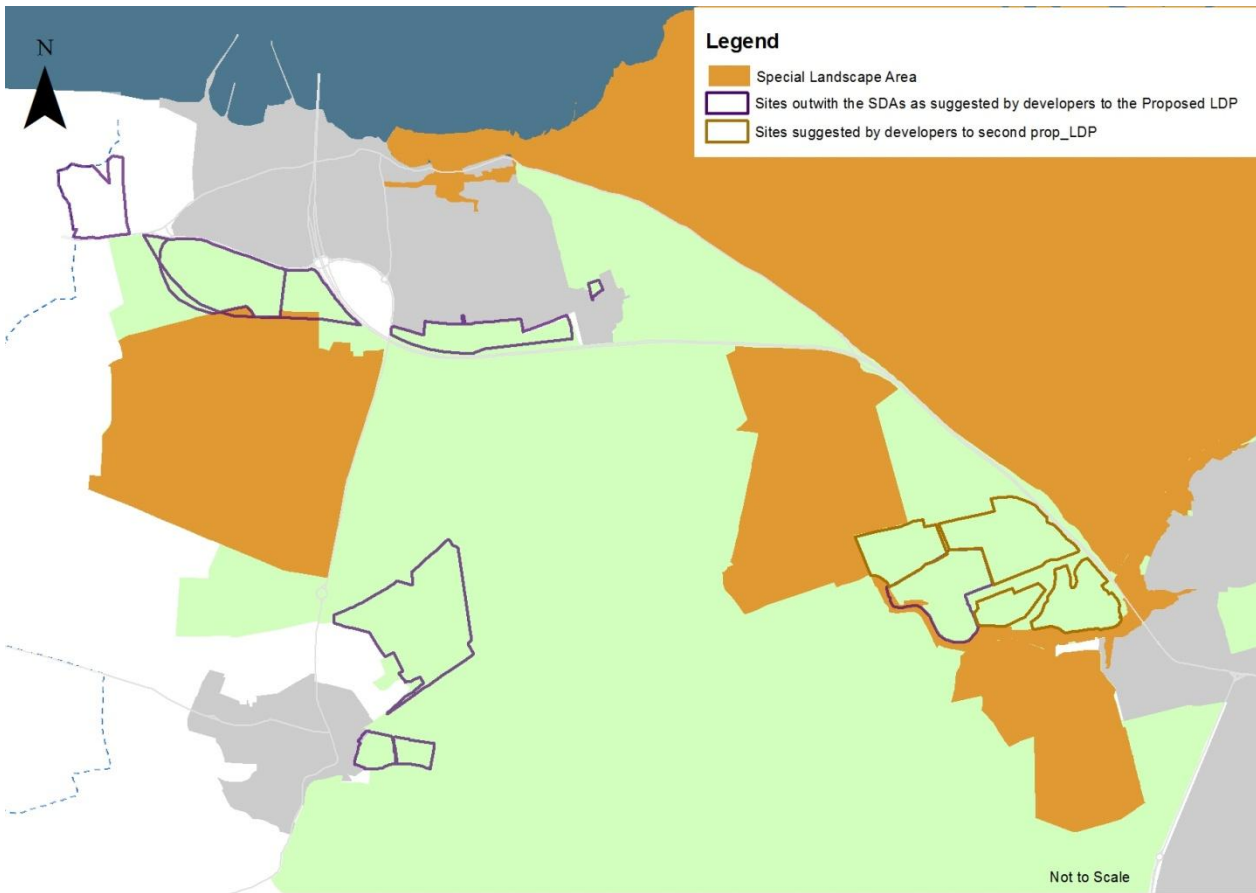 N
Legend
Special Landscape Area
Sites outwith the SDAs as suggested by developers to the Proposed LDP
Sites suggested by developers to second prop_LDP
Not to Scale